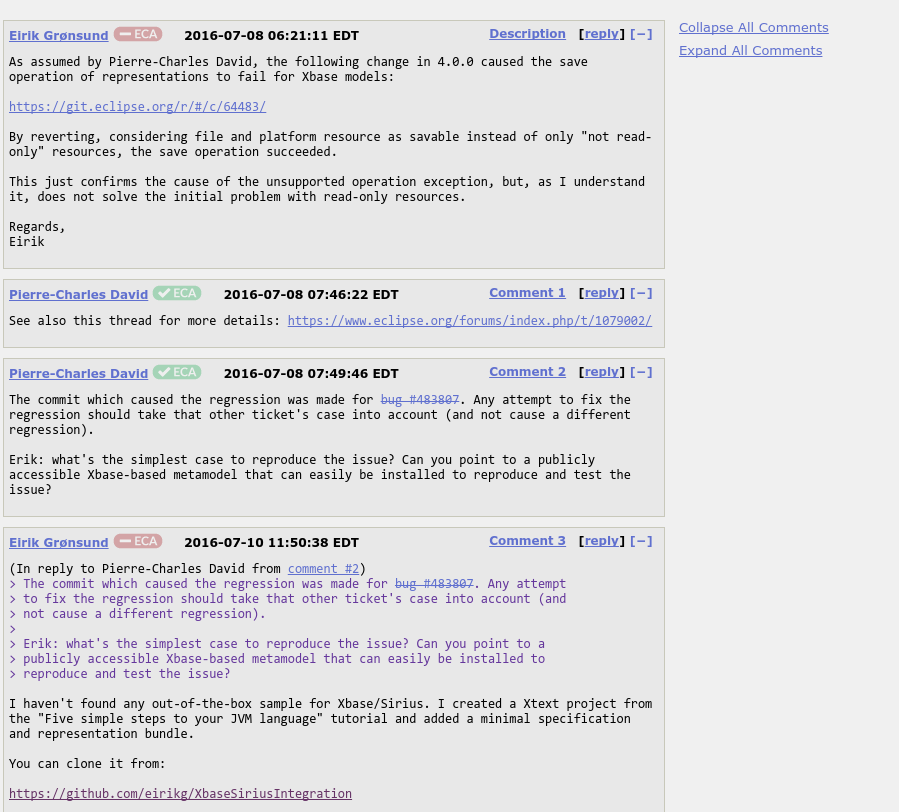 Eirik Grønsund ECA 2016-07-08 06:21:11 EDT Description [reply] [−]
As assumed by Pierre-Charles David, the following change in 4.0.0 caused the save
operation of representations to fail for Xbase models:
https://git.eclipse.org/r/#/c/64483/
By reverting, considering file and platform resource as savable instead of only "not read-
only" resources, the save operation succeeded.
This just confirms the cause of the unsupported operation exception, but, as I understand
it, does not solve the initial problem with read-only resources.
Regards,
Eirik
Pierre-Charles David ECA 2016-07-08 07:46:22 EDT Comment 1 [reply] [−]
See also this thread for more details: https://www.eclipse.org/forums/index.php/t/1079002/
Pierre-Charles David ECA 2016-07-08 07:49:46 EDT Comment 2 [reply] [−]
The commit which caused the regression was made for bug #483807. Any attempt to fix the
regression should take that other ticket's case into account (and not cause a different
regression).
Erik: what's the simplest case to reproduce the issue? Can you point to a publicly
accessible Xbase-based metamodel that can easily be installed to reproduce and test the
issue?
Eirik Grønsund ECA 2016-07-10 11:50:38 EDT Comment 3 [reply] [−]
(In reply to Pierre-Charles David from comment #2)
> The commit which caused the regression was made for bug #483807. Any attempt
> to fix the regression should take that other ticket's case into account (and
> not cause a different regression).
>
> Erik: what's the simplest case to reproduce the issue? Can you point to a
> publicly accessible Xbase-based metamodel that can easily be installed to
> reproduce and test the issue?
I haven't found any out-of-the-box sample for Xbase/Sirius. I created a Xtext project from
the "Five simple steps to your JVM language" tutorial and added a minimal specification
and representation bundle.
You can clone it from:
https://github.com/eirikg/XbaseSiriusIntegration
Collapse All Comments
Expand All Comments